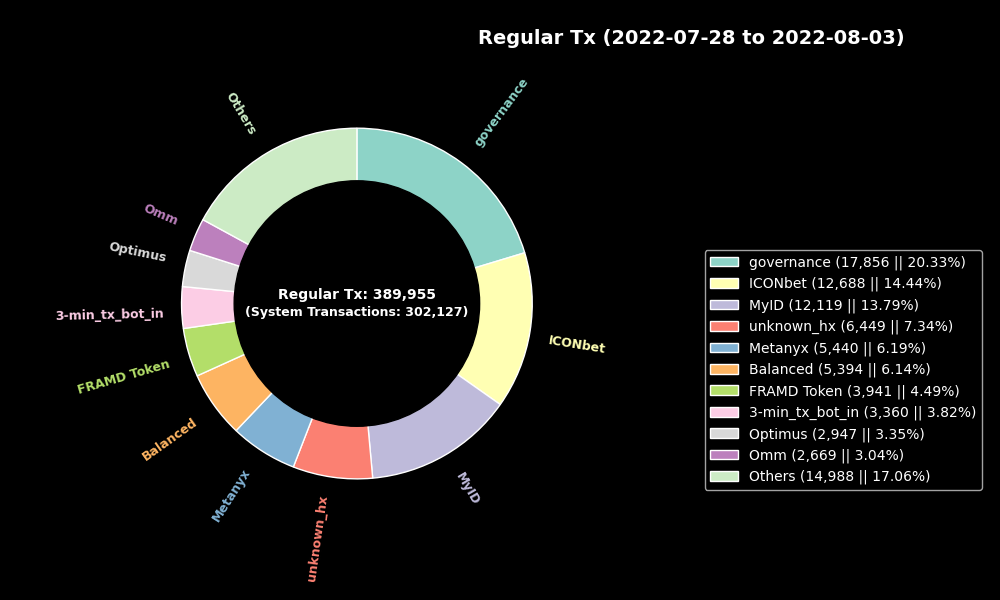 Regular Tx (2022-07-28 to 2022-08-03)
governance
Others
Omm
Optimus
3-min_tx_bot_in
FRAMD Token
Balanced
Metanyx
unknown_hx
MyID
ICONbet
Regular Tx: 389,955
(System Transactions: 302,127)
governance (17,856 || 20.33%)
ICONbet (12,688 || 14.44%)
MyID (12,119 || 13.79%)
unknown_hx (6,449 || 7.34%)
Metanyx (5,440 || 6.19%)
Balanced (5,394 || 6.14%)
FRAMD Token (3,941 || 4.49%)
3-min_tx_bot_in (3,360 || 3.82%)
Optimus (2,947 || 3.35%)
Omm (2,669 || 3.04%)
Others (14,988 || 17.06%)